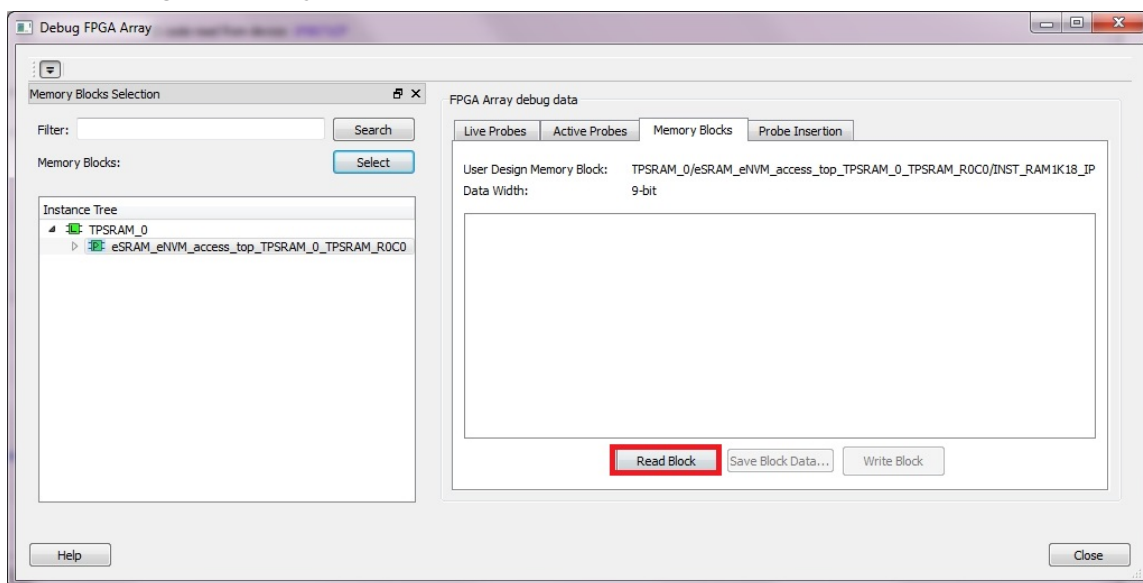 Debug FPGA Array
Memory Blocks Selection
Filter:
Search
Memory Blocks:
Select
Instance Tree
TPSRAM_0
eSRAM_eNVM_access_top_TPSRAM_0_TPSRAM_R0C0
FPGA Array debug data
Live Probes
Active Probes
Memory Blocks
Probe Insertion
User Design Memory Block: TPSRAM_0/eSRAM_eNVM_access_top_TPSRAM_0_TPSRAM_R0C0/INST_RAM1K18_IP
Data Width: 9-bit
Read Block
Save Block Data...
Write Block
Help
Close